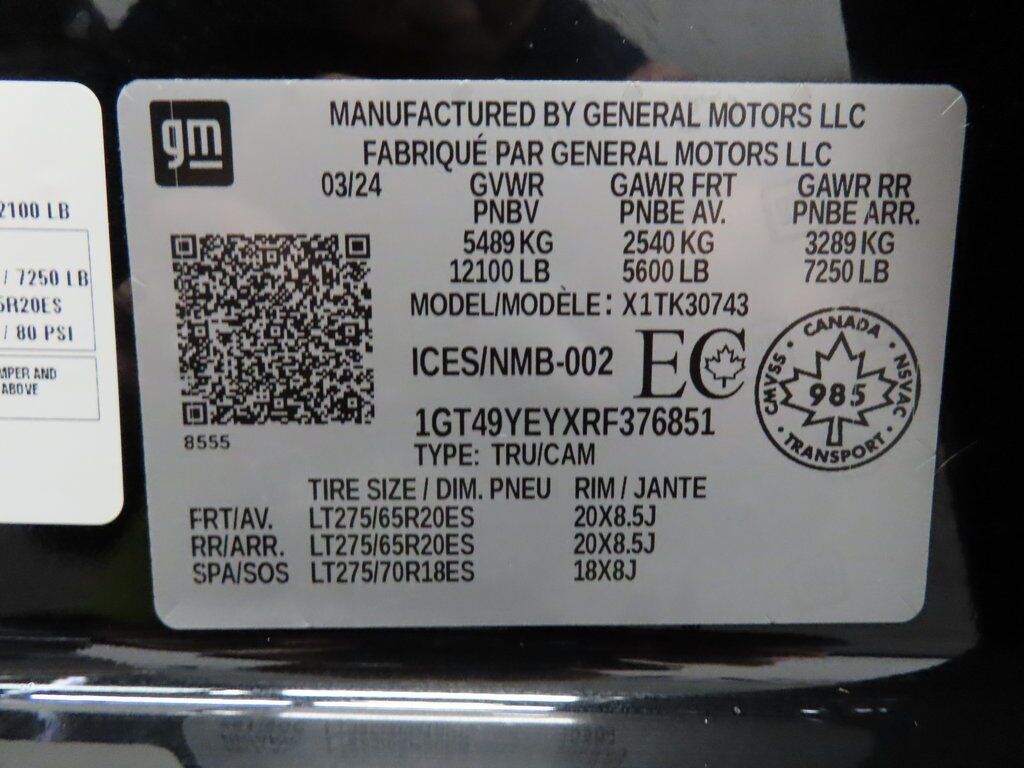 2100 LB
/ 7250 LB
5R20ES
/ 80 PSI
MPER AND
ABOVE
gm
MANUFACTURED BY GENERAL MOTORS LLC
FABRIQUÉ PAR GENERAL MOTORS LLC
03/24 GVWR GAWR FRT GAWR RR
PNBV PNBE AV. PNBE ARR.
5489 KG 2540 KG 3289 KG
12100 LB 5600 LB 7250 LB
MODEL/MODÈLE: X1TK30743
ICES/NMB-002 EC
CANADA
CMVSS 985 NSVAC
TRANSPORT
1GT49YEYXRF376851
8555
TYPE: TRU/CAM
TIRE SIZE / DIM. PNEU RIM / JANTE
FRT/AV. LT275/65R20ES 20X8.5J
RR/ARR. LT275/65R20ES 20X8.5J
SPA/SOS LT275/70R18ES 18X8J